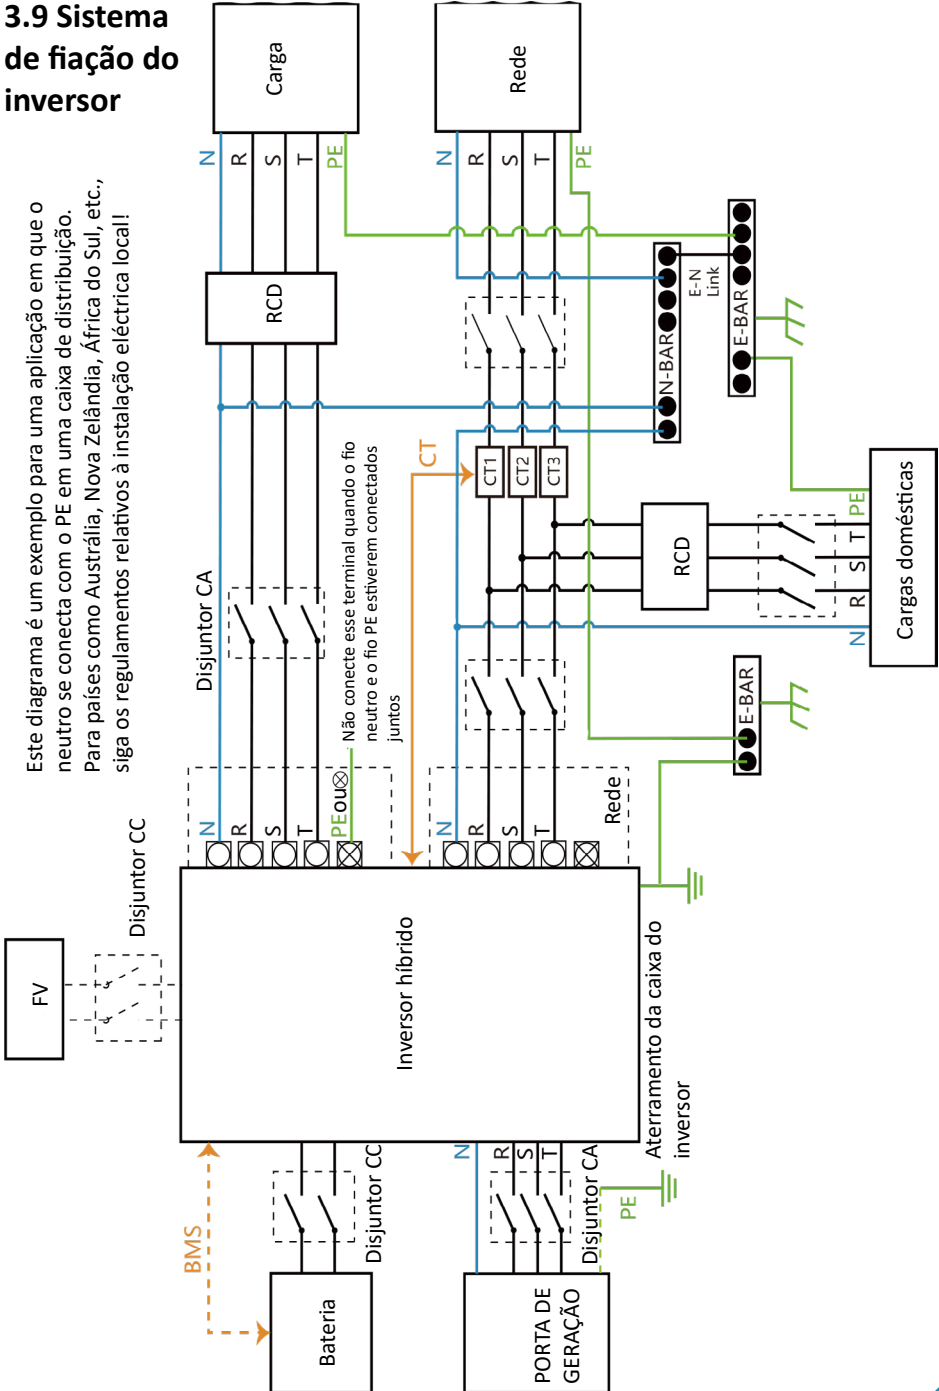 3.9 Sistema
de fiação do
inversor
Este diagrama é um exemplo para uma aplicação em que o
neutro se conecta com o PE em uma caixa de distribuição.
Para países como Austrália, Nova Zelândia, África do Sul, etc.,
siga os regulamentos relativos à instalação eléctrica local!
Carga
N
R
S
T
PE
RCD
Disjuntor CA
Não conecte esse terminal quando o fio
neutro e o fio PE estiverem conectados
juntos
N
R
S
T
PEou⊗
Rede
N
R
S
T
PE
CT
CT1
CT2
CT3
N-BAR
E-N
Link
E-BAR
RCD
N
R
S
T
PE
Cargas domésticas
E-BAR
N
R
S
T
Rede
FV
Disjuntor CC
Inversor híbrido
Aterramento da caixa do
inversor
BMS
Bateria
Disjuntor CC
N
R
S
T
Disjuntor CA
PE
PORTA DE
GERAÇÃO